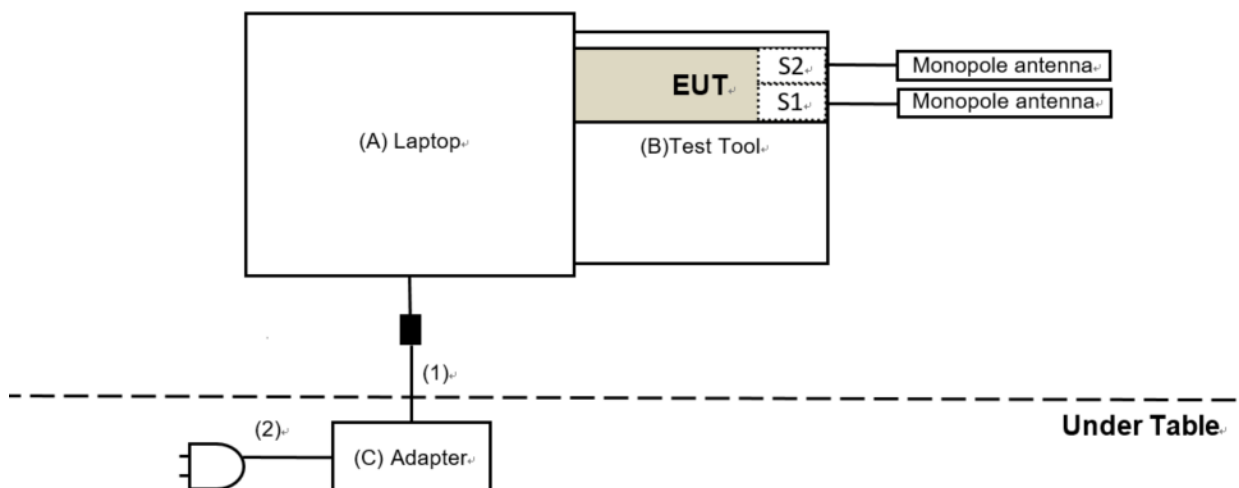 S2
Monopole antenna
EUT
S1
Monopole antenna
(A) Laptop
(B)Test Tool
(1)
Under Table
(2)
(C) Adapter